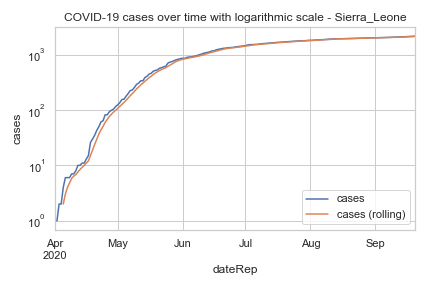 COVID-19 cases over time with logarithmic scale - Sierra_Leone
cases
10³
10²
10¹
10⁰
cases
cases (rolling)
Apr May Jun Jul Aug Sep
2020
dateRep